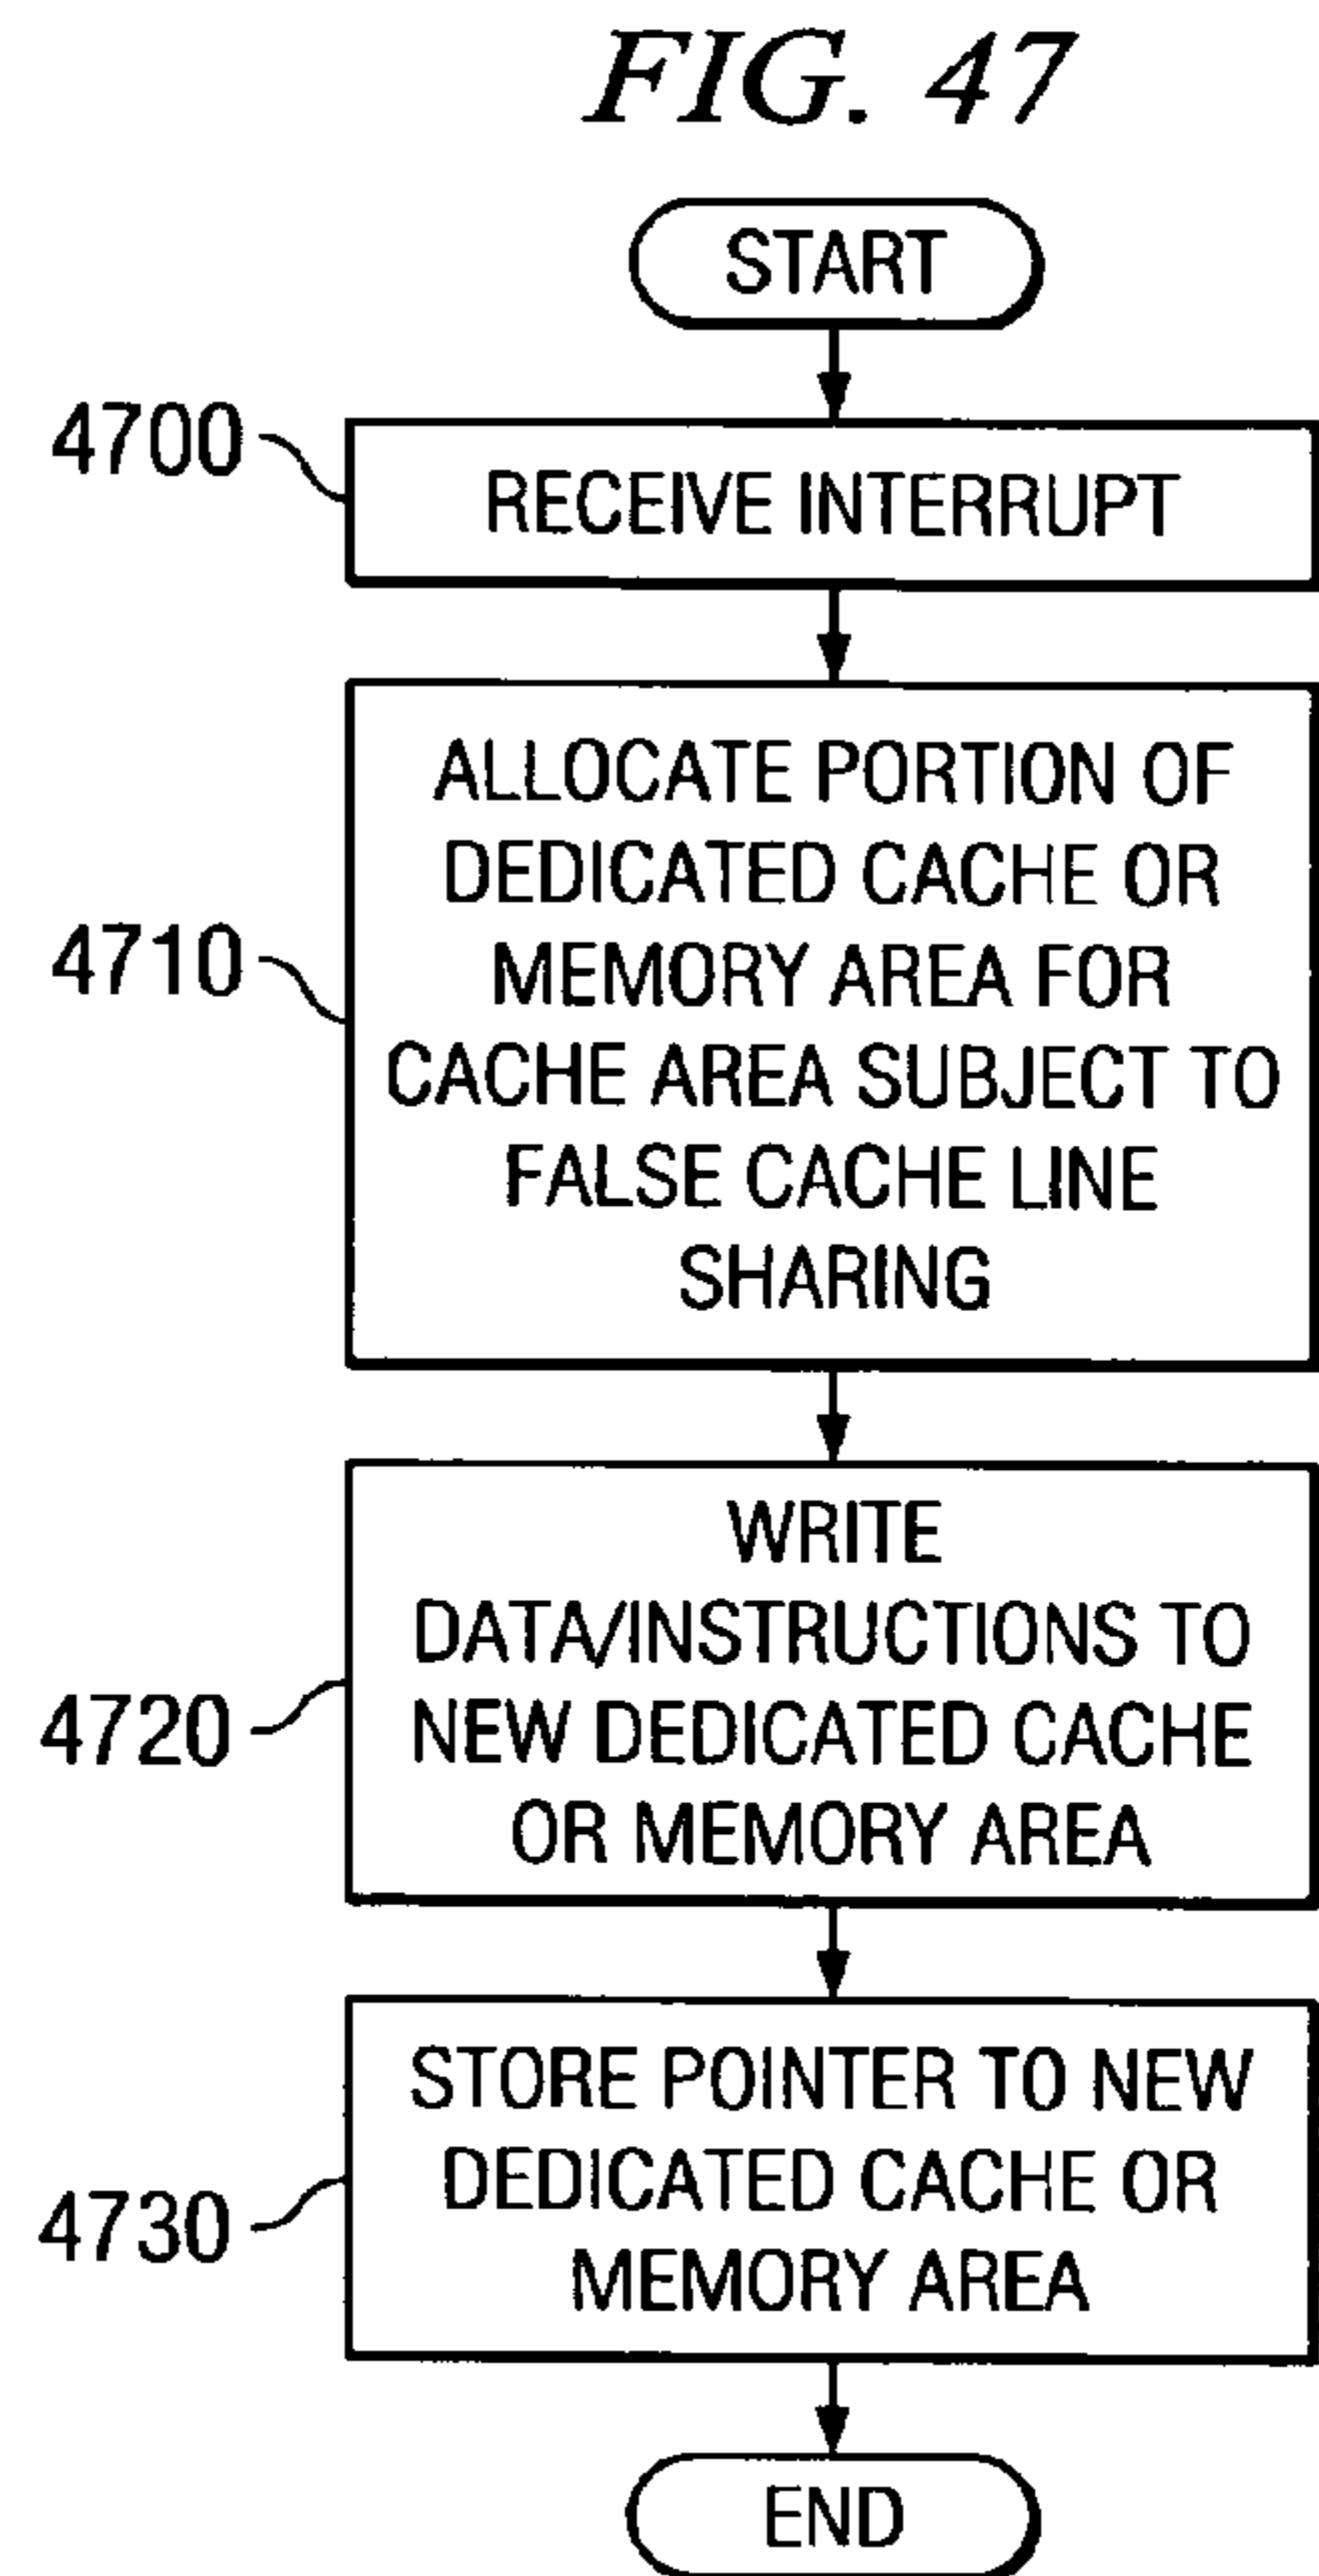 FIG. 47
START
4700
RECEIVE INTERRUPT
4710
ALLOCATE PORTION OF
DEDICATED CACHE OR
MEMORY AREA FOR
CACHE AREA SUBJECT TO
FALSE CACHE LINE
SHARING
4720
WRITE
DATA/INSTRUCTIONS TO
NEW DEDICATED CACHE
OR MEMORY AREA
4730
STORE POINTER TO NEW
DEDICATED CACHE OR
MEMORY AREA
END